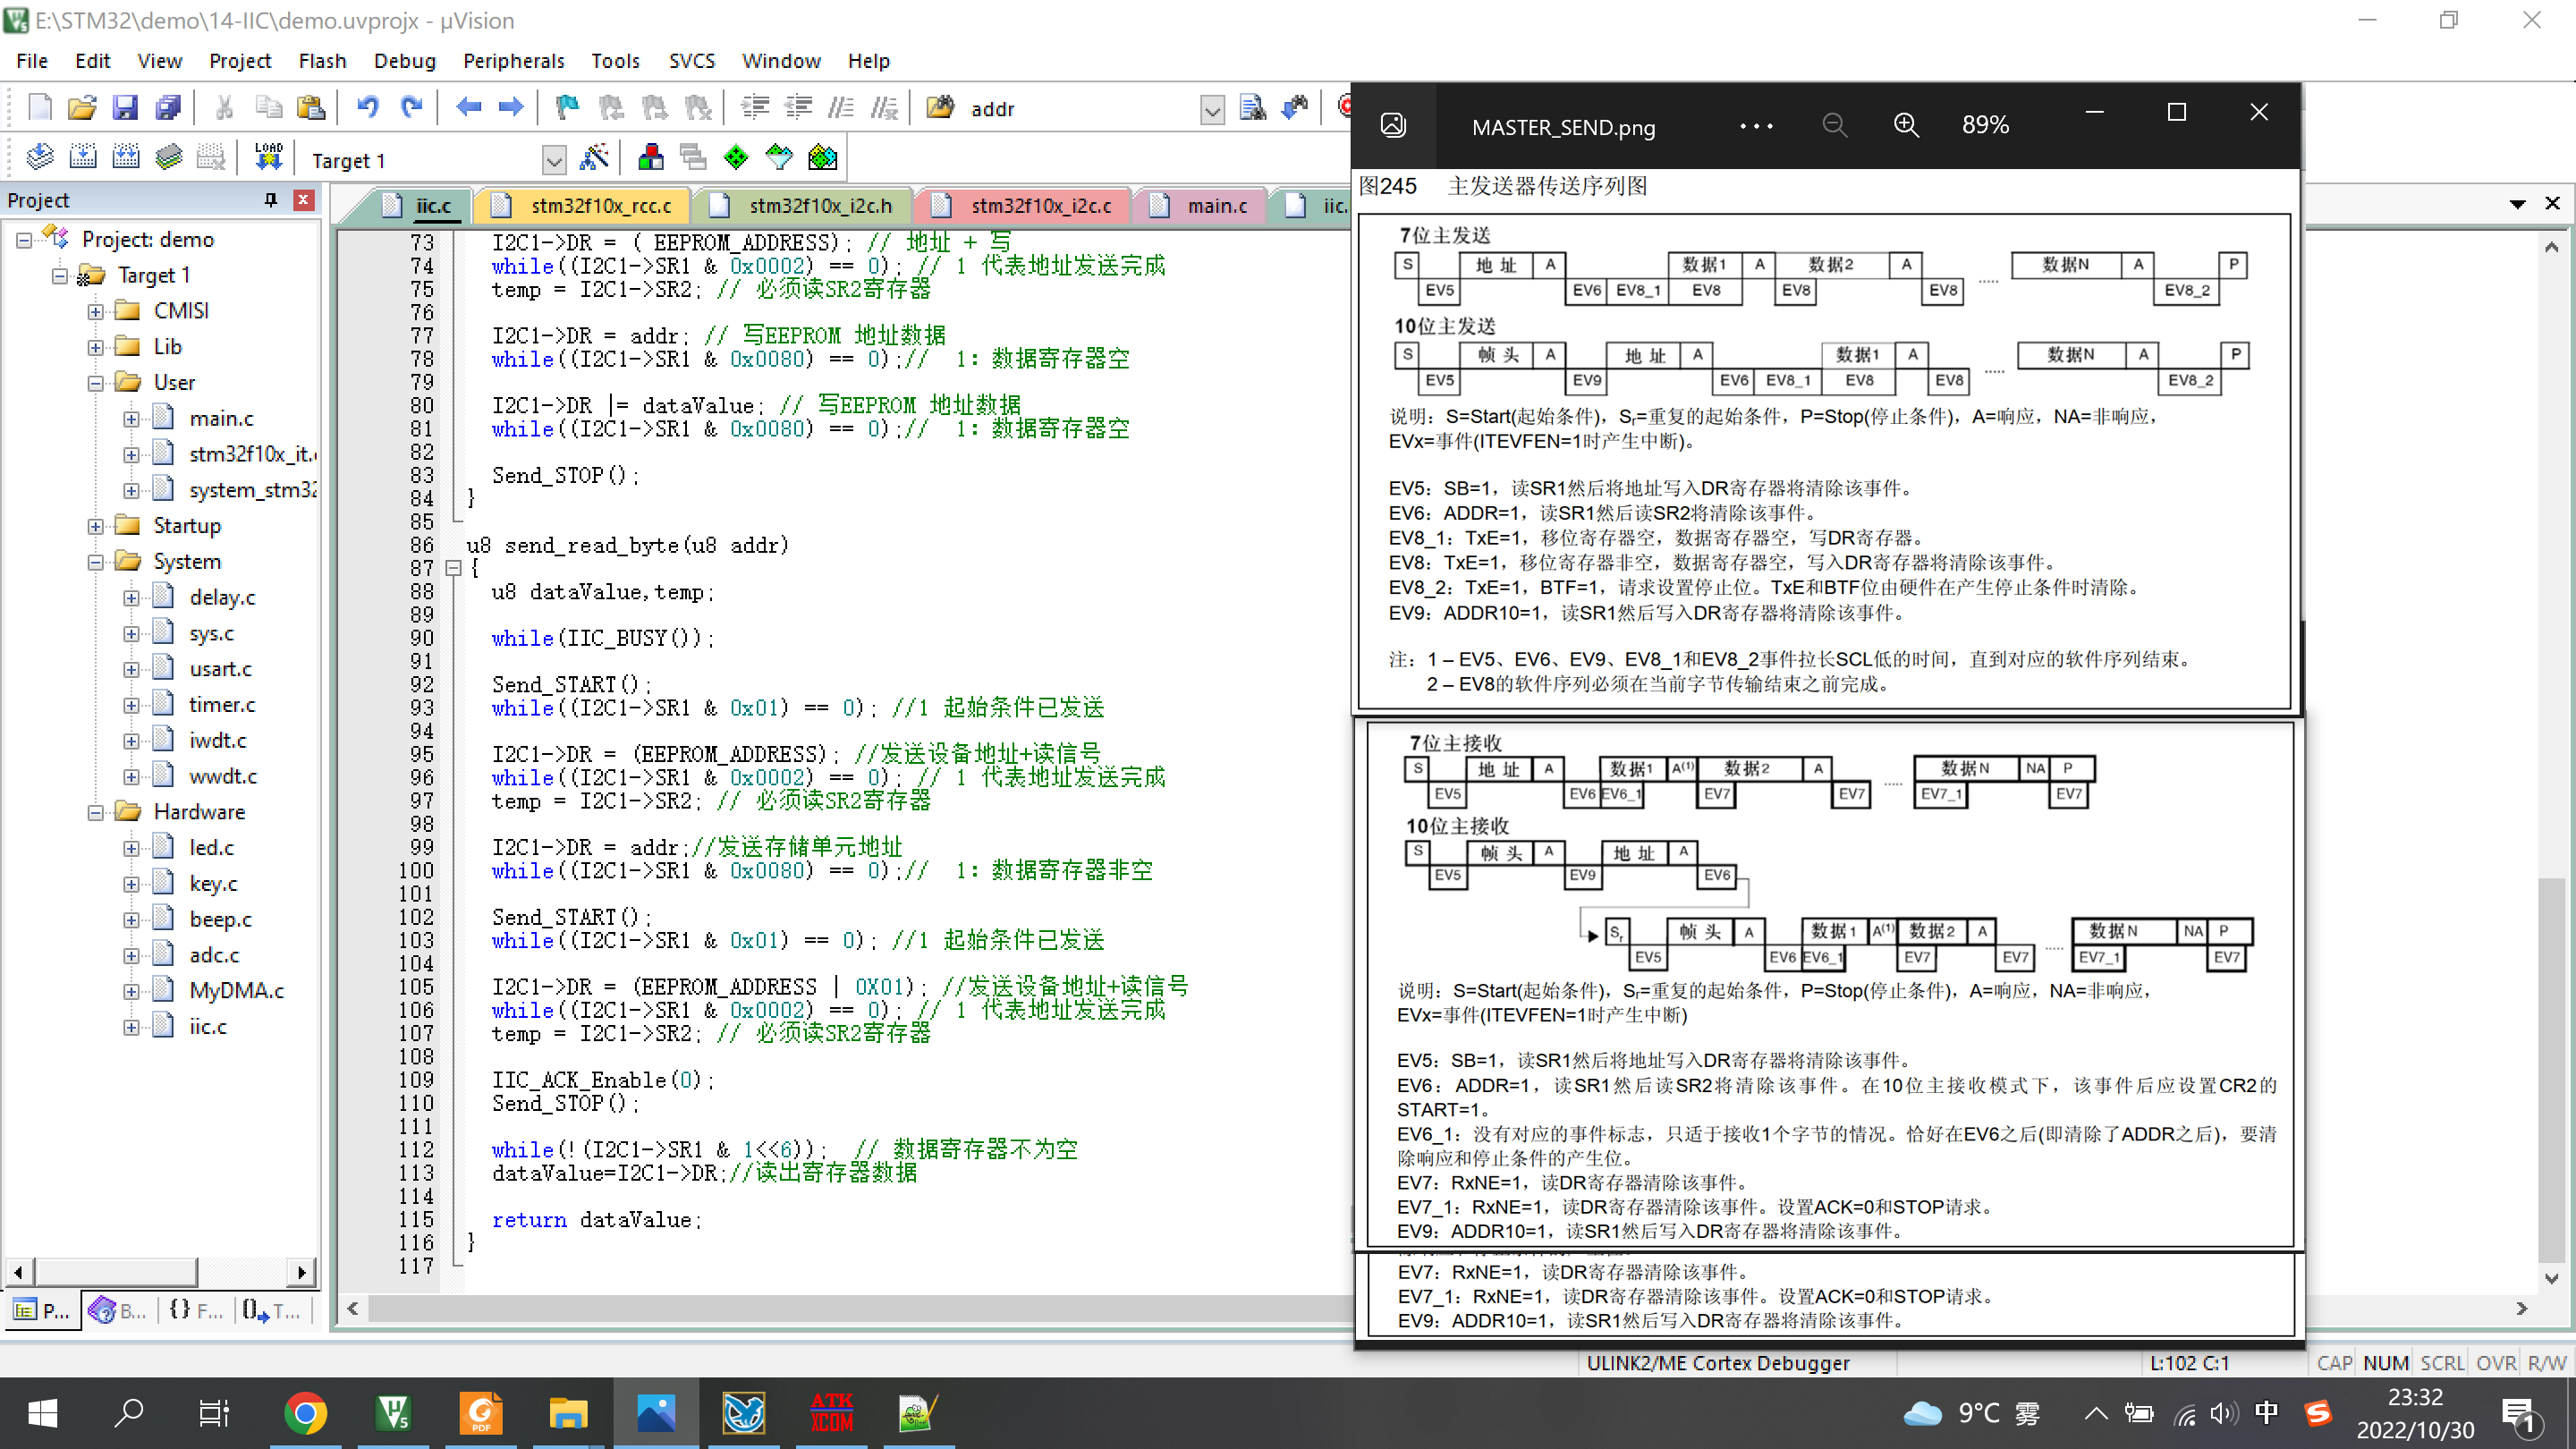 E:\STM32\demo\14-IIC\demo.uvprojx - µVision
File Edit View Project Flash Debug Peripherals Tools SVCS Window Help
addr
LOAD
Target 1
Project
Project: demo
Target 1
CMISI
Lib
User
main.c
stm32f10x_it.
system_stm32
Startup
System
delay.c
sys.c
usart.c
timer.c
iwdt.c
wwdt.c
Hardware
led.c
key.c
beep.c
adc.c
MyDMA.c
iic.c
P... B... {} F... T...
iic.c stm32f10x_rcc.c stm32f10x_i2c.h stm32f10x_i2c.c main.c iic.
73 I2C1->DR = ( EEPROM_ADDRESS); // 地址 + 写
74 while((I2C1->SR1 & 0x0002) == 0); // 1 代表地址发送完成
75 temp = I2C1->SR2; // 必须读SR2寄存器
76
77 I2C1->DR = addr; // 写EEPROM 地址数据
78 while((I2C1->SR1 & 0x0080) == 0);// 1: 数据寄存器空
79
80 I2C1->DR |= dataValue; // 写EEPROM 地址数据
81 while((I2C1->SR1 & 0x0080) == 0);// 1: 数据寄存器空
82
83 Send_STOP();
84 }
85
86 u8 send_read_byte(u8 addr)
87 {
88 u8 dataValue,temp;
89
90 while(IIC_BUSY());
91
92 Send_START();
93 while((I2C1->SR1 & 0x01) == 0); //1 起始条件已发送
94
95 I2C1->DR = (EEPROM_ADDRESS); //发送设备地址+读信号
96 while((I2C1->SR1 & 0x0002) == 0); // 1 代表地址发送完成
97 temp = I2C1->SR2; // 必须读SR2寄存器
98
99 I2C1->DR = addr;//发送存储单元地址
100 while((I2C1->SR1 & 0x0080) == 0);// 1: 数据寄存器非空
101
102 Send_START();
103 while((I2C1->SR1 & 0x01) == 0); //1 起始条件已发送
104
105 I2C1->DR = (EEPROM_ADDRESS | 0X01); //发送设备地址+读信号
106 while((I2C1->SR1 & 0x0002) == 0); // 1 代表地址发送完成
107 temp = I2C1->SR2; // 必须读SR2寄存器
108
109 IIC_ACK_Enable(0);
110 Send_STOP();
111
112 while(!(I2C1->SR1 & 1<<6)); // 数据寄存器不为空
113 dataValue=I2C1->DR;//读出寄存器数据
114
115 return dataValue;
116 }
117
MASTER_SEND.png ... 89%
图245 主发送器传送序列图
7位主发送
S 地址 A 数据1 A 数据2 A ..... 数据N A P
EV5 EV6 EV8_1 EV8 EV8 EV8 EV8_2
10位主发送
S 帧头 A 地址 A 数据1 A ..... 数据N A P
EV5 EV9 EV6 EV8_1 EV8 EV8 EV8_2
说明：S=Start(起始条件)，Sr=重复的起始条件，P=Stop(停止条件)，A=响应，NA=非响应，
EVx=事件(ITEVFEN=1时产生中断)。
EV5：SB=1，读SR1然后将地址写入DR寄存器将清除该事件。
EV6：ADDR=1，读SR1然后读SR2将清除该事件。
EV8_1：TxE=1，移位寄存器空，数据寄存器空，写DR寄存器。
EV8：TxE=1，移位寄存器非空，数据寄存器空，写入DR寄存器将清除该事件。
EV8_2：TxE=1，BTF=1，请求设置停止位。TxE和BTF位由硬件在产生停止条件时清除。
EV9：ADDR10=1，读SR1然后写入DR寄存器将清除该事件。
注：1 – EV5、EV6、EV9、EV8_1和EV8_2事件拉长SCL低的时间，直到对应的软件序列结束。
2 – EV8的软件序列必须在当前字节传输结束之前完成。
7位主接收
S 地址 A 数据1 A(1) 数据2 A ..... 数据N NA P
EV5 EV6 EV6_1 EV7 EV7 EV7_1 EV7
10位主接收
S 帧头 A 地址 A
EV5 EV9 EV6
Sr 帧头 A 数据1 A(1) 数据2 A ..... 数据N NA P
EV5 EV6 EV6_1 EV7 EV7 EV7_1 EV7
说明：S=Start(起始条件)，Sr=重复的起始条件，P=Stop(停止条件)，A=响应，NA=非响应，
EVx=事件(ITEVFEN=1时产生中断)
EV5：SB=1，读SR1然后将地址写入DR寄存器将清除该事件。
EV6：ADDR=1，读SR1然后读SR2将清除该事件。在10位主接收模式下，该事件后应设置CR2的
START=1。
EV6_1：没有对应的事件标志，只适于接收1个字节的情况。恰好在EV6之后(即清除了ADDR之后)，要清
除响应和停止条件的产生位。
EV7：RxNE=1，读DR寄存器清除该事件。
EV7_1：RxNE=1，读DR寄存器清除该事件。设置ACK=0和STOP请求。
EV9：ADDR10=1，读SR1然后写入DR寄存器将清除该事件。
EV7：RxNE=1，读DR寄存器清除该事件。
EV7_1：RxNE=1，读DR寄存器清除该事件。设置ACK=0和STOP请求。
EV9：ADDR10=1，读SR1然后写入DR寄存器将清除该事件。
ULINK2/ME Cortex Debugger L:102 C:1 CAP NUM SCRL OVR R/W
PDF
ATK
XCOM
9°C 雾
中
23:32
2022/10/30
1